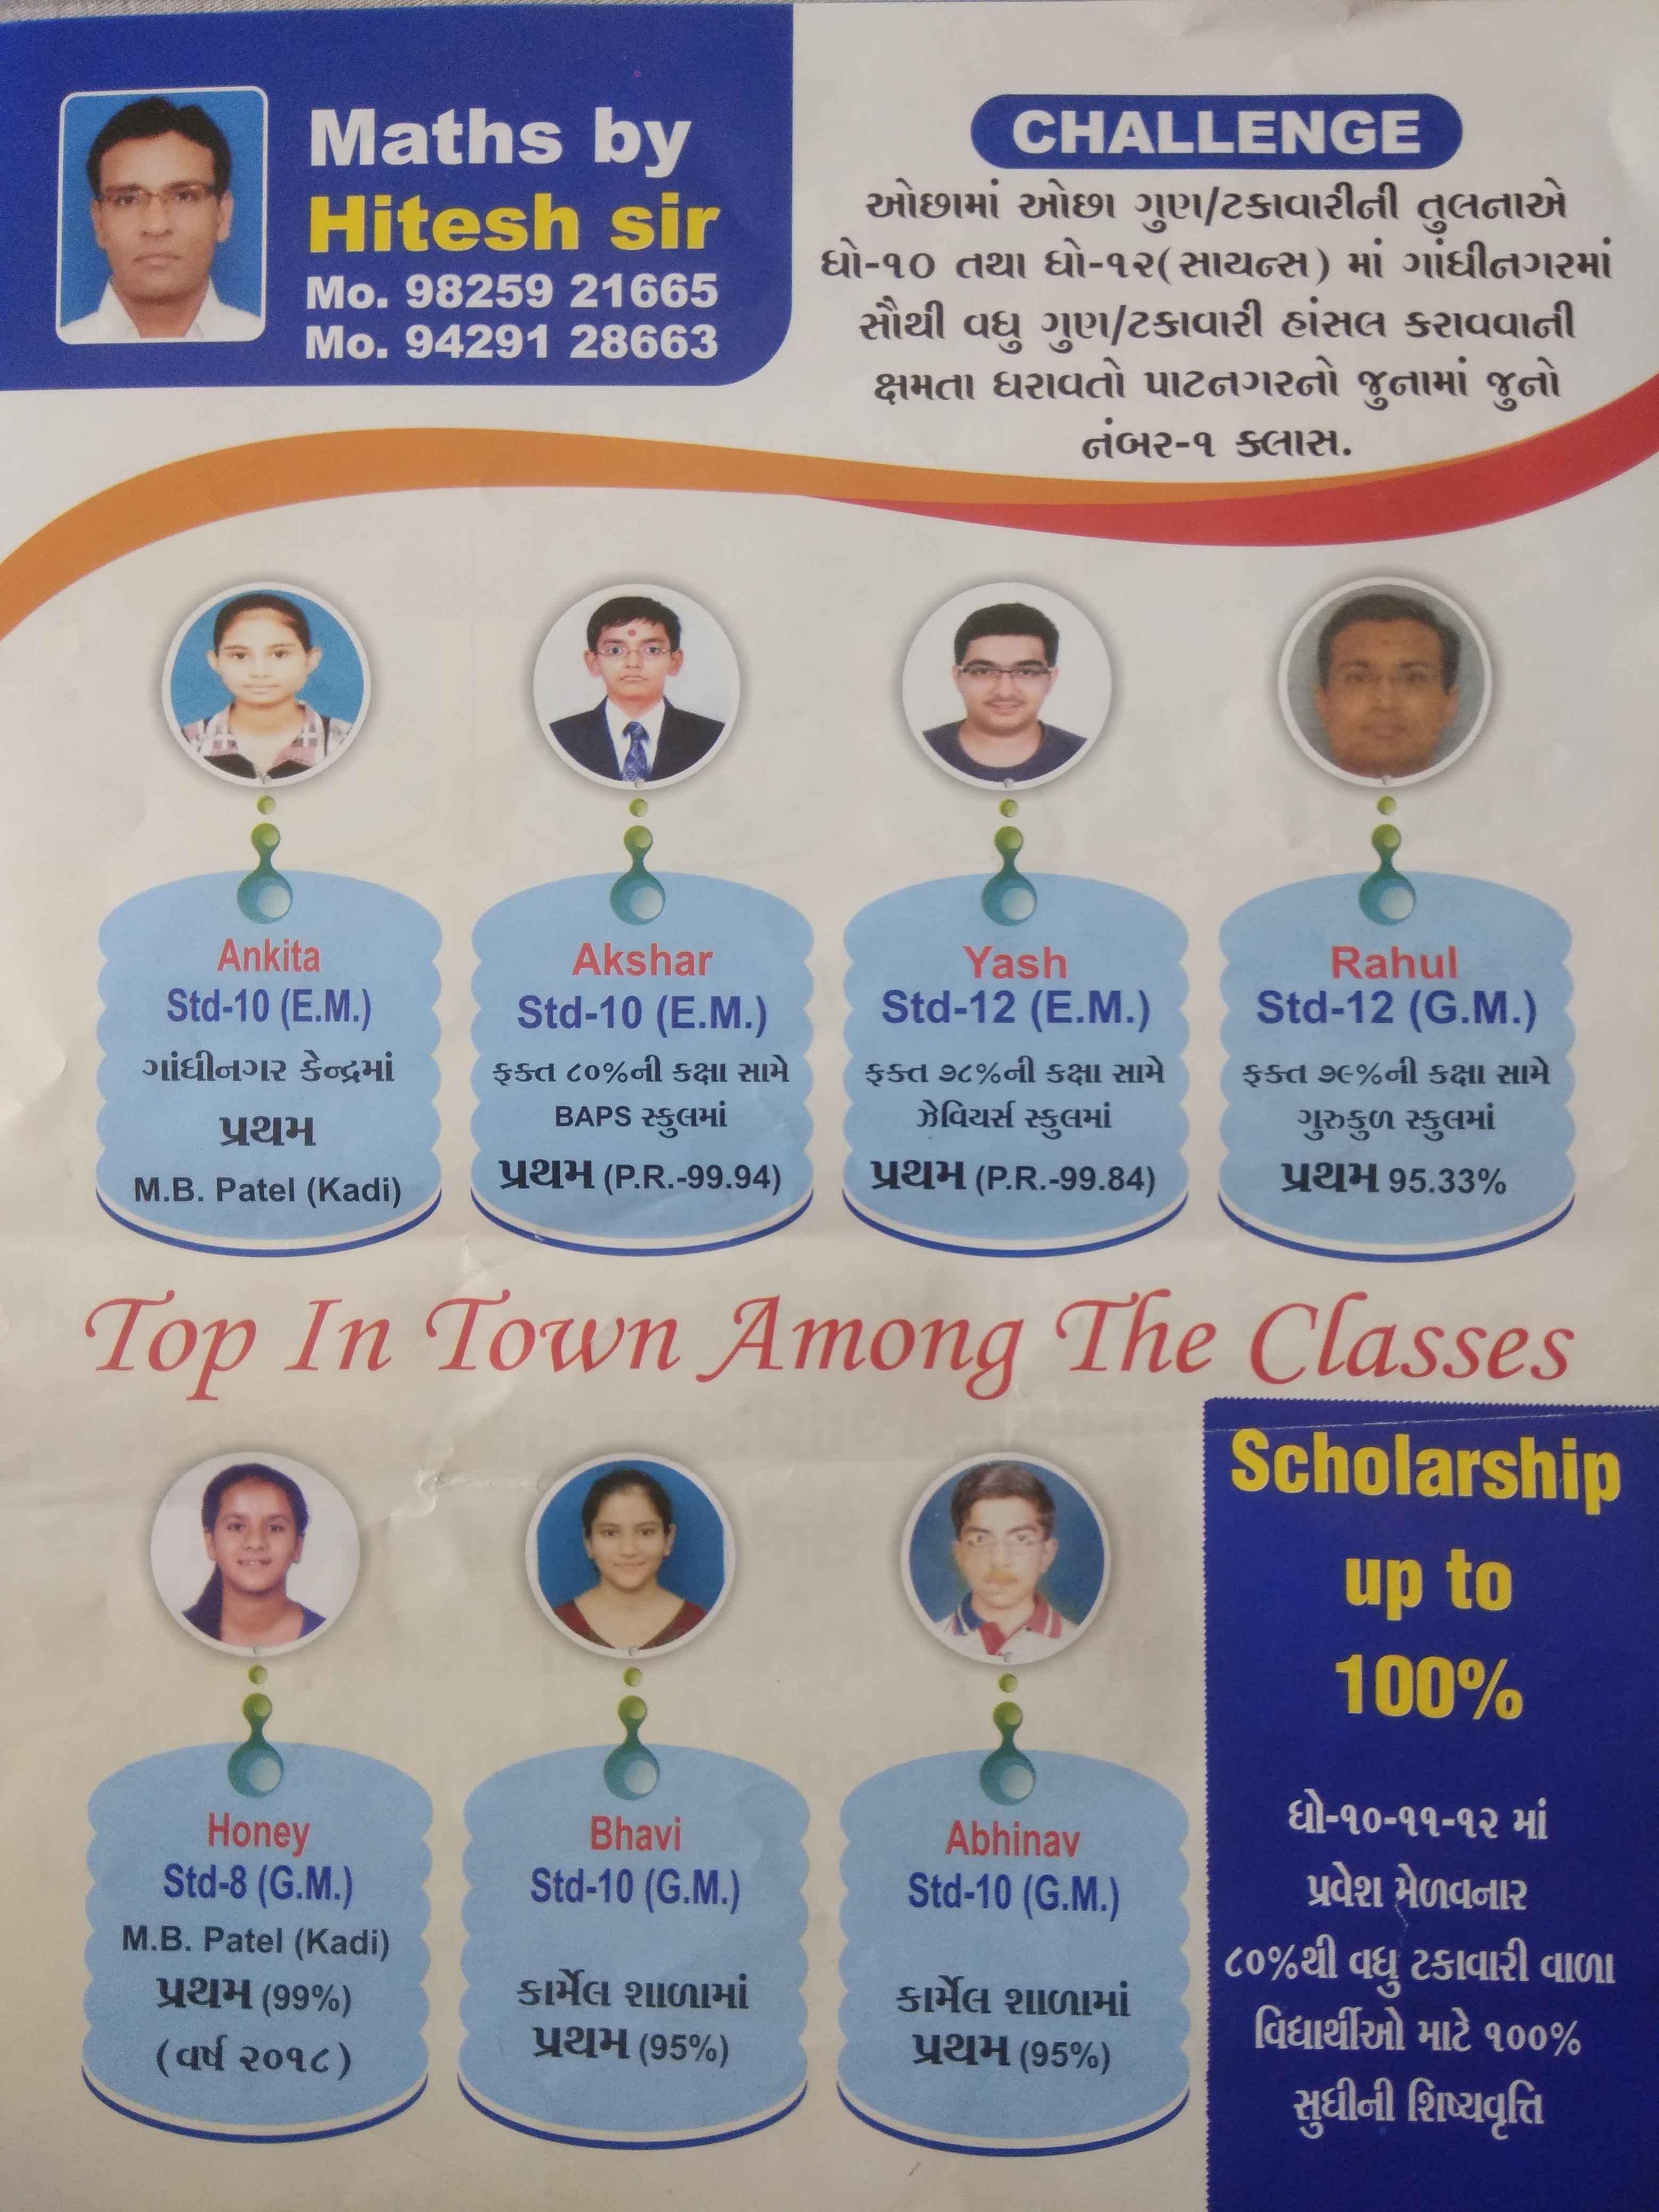 Maths by
Hitesh sir
Mo. 98259 21665
Mo. 94291 28663
CHALLENGE
ઓછામાં ઓછા ગુણ/ટકાવારીની તુલનાએ
ધો-૧૦ તથા ધો-૧૨(સાયન્સ) માં ગાંધીનગરમાં
સૌથી વધુ ગુણ/ટકાવારી હાંસલ કરાવવાની
ક્ષમતા ધરાવતો પાટનગરનો જુનામાં જુનો
નંબર-૧ ક્લાસ.
Ankita
Std-10 (E.M.)
ગાંધીનગર કેન્દ્રમાં
પ્રથમ
M.B. Patel (Kadi)
Akshar
Std-10 (E.M.)
ફક્ત ૮૦%ની કક્ષા સામે
BAPS સ્કુલમાં
પ્રથમ (P.R.-99.94)
Yash
Std-12 (E.M.)
ફક્ત ૭૮%ની કક્ષા સામે
ઝેવિયર્સ સ્કુલમાં
પ્રથમ (P.R.-99.84)
Rahul
Std-12 (G.M.)
ફક્ત ૭૯%ની કક્ષા સામે
ગુરુકુળ સ્કુલમાં
પ્રથમ 95.33%
Top In Town Among The Classes
Honey
Std-8 (G.M.)
M.B. Patel (Kadi)
પ્રથમ (99%)
(વર્ષ ૨૦૧૮)
Bhavi
Std-10 (G.M.)
કાર્મેલ શાળામાં
પ્રથમ (95%)
Abhinav
Std-10 (G.M.)
કાર્મેલ શાળામાં
પ્રથમ (95%)
Scholarship
up to
100%
ધો-૧૦-૧૧-૧૨ માં
પ્રવેશ મેળવનાર
૮૦%થી વધુ ટકાવારી વાળા
વિદ્યાર્થીઓ માટે ૧૦૦%
સુધીની શિષ્યવૃત્તિ